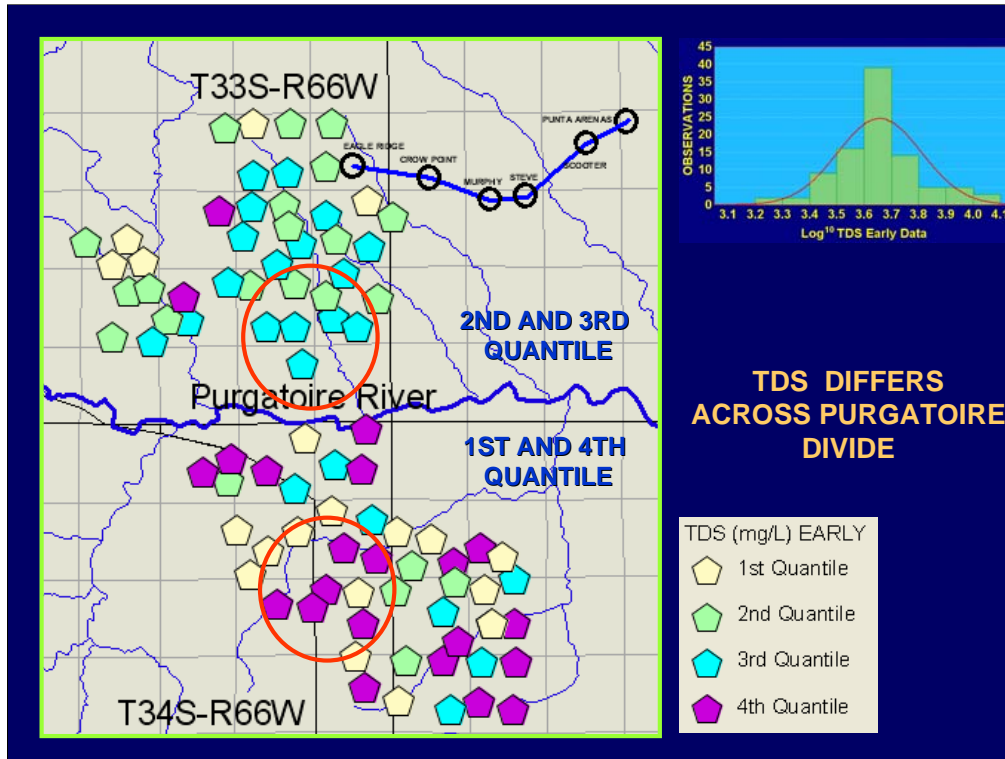 T33S-R66W
PUNTA ARENAS
EAGLE RIDGE
SCOOTER
CROW POINT
STEVE
MURPHY
2ND AND 3RD
QUANTILE
Purgatoire River
1ST AND 4TH
QUANTILE
T34S-R66W
45
40
35
30
25
20
15
10
5
0
OBSERVATIONS
3.1 3.2 3.3 3.4 3.5 3.6 3.7 3.8 3.9 4.0 4.1
Log10 TDS Early Data
TDS DIFFERS
ACROSS PURGATOIRE
DIVIDE
TDS (mg/L) EARLY
1st Quantile
2nd Quantile
3rd Quantile
4th Quantile